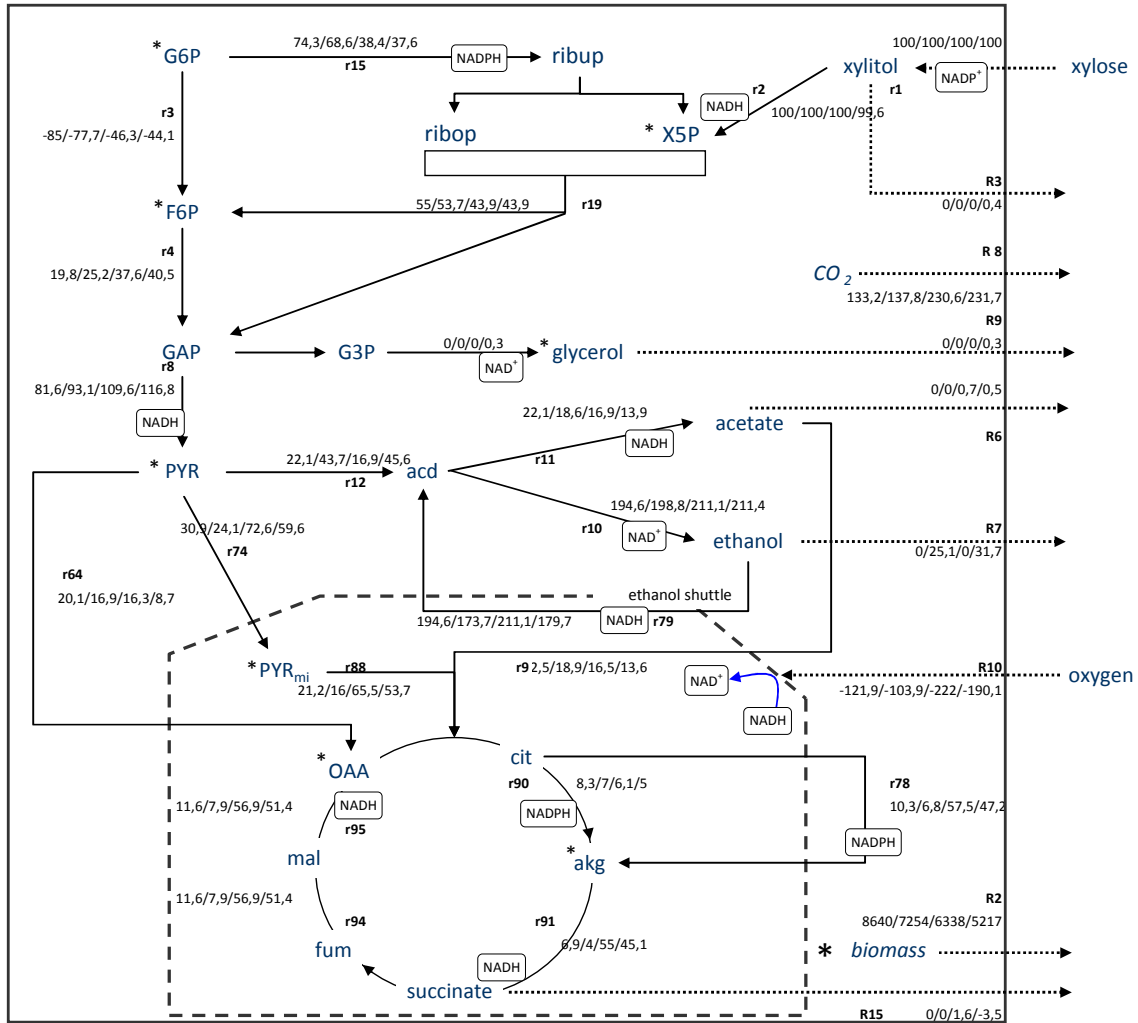 74,3/68,6/38,4/37,6
100/100/100/100
*G6P
r15
NADPH
ribup
xylitol
r1
NADP+
xylose
r3
-85/-77,7/-46,3/-44,1
NADH
r2
100/100/100/99,6
ribop
* X5P
R3
0/0/0/0,4
*F6P
55/53,7/43,9/43,9
r19
r4
19,8/25,2/37,6/40,5
R 8
CO2
133,2/137,8/230,6/231,7
R9
GAP
G3P
0/0/0/0,3
NAD+
*glycerol
0/0/0/0,3
r8
81,6/93,1/109,6/116,8
NADH
0/0/0,7/0,5
22,1/18,6/16,9/13,9
acetate
NADH
R6
r11
* PYR
22,1/43,7/16,9/45,6
r12
acd
194,6/198,8/211,1/211,4
r10
NAD+
ethanol
R7
0/25,1/0/31,7
30,9/24,1/72,6/59,6
r74
r64
20,1/16,9/16,3/8,7
ethanol shuttle
194,6/173,7/211,1/179,7
NADH
r79
*PYRmi
r88
21,2/16/65,5/53,7
r92,5/18,9/16,5/13,6
NAD+
NADH
R10
-121,9/-103,9/-222/-190,1
oxygen
*OAA
cit
r90
8,3/7/6,1/5
r78
10,3/6,8/57,5/47,2
11,6/7,9/56,9/51,4
NADH
r95
NADPH
NADPH
mal
*akg
11,6/7,9/56,9/51,4
r94
r91
6,9/4/55/45,1
R2
8640/7254/6338/5217
fum
* biomass
NADH
succinate
R15
0/0/1,6/-3,5